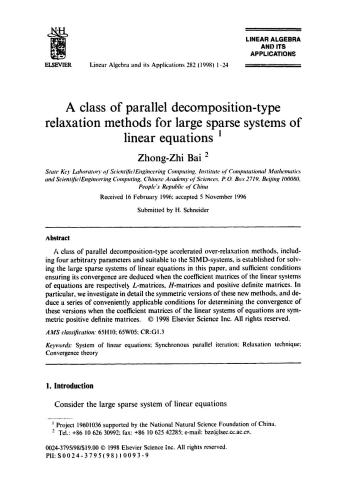 NH
ELSEVIER
LINEAR ALGEBRA
AND ITS
APPLICATIONS
Linear Algebra and its Applications 282 (1998) 1-24
A class of parallel decomposition-type
relaxation methods for large sparse systems of
linear equations 1
Zhong-Zhi Bai 2
State Key Laboratory of Scientific/Engineering Computing, Institute of Computational Mathematics
and Scientific/Engineering Computing, Chinese Academy of Sciences, P.O. Box 2719, Beijing 100080,
People's Republic of China
Received 16 February 1996; accepted 5 November 1996
Submitted by H. Schneider
Abstract
A class of parallel decomposition-type accelerated over-relaxation methods, includ-
ing four arbitrary parameters and suitable to the SIMD-systems, is established for solv-
ing the large sparse systems of linear equations in this paper, and sufficient conditions
ensuring its convergence are deduced when the coefficient matrices of the linear systems
of equations are respectively L-matrices, H-matrices and positive definite matrices. In
particular, we investigate in detail the symmetric versions of these new methods, and de-
duce a series of conveniently applicable conditions for determining the convergence of
these versions when the coefficient matrices of the linear systems of equations are sym-
metric positive definite matrices. © 1998 Elsevier Science Inc. All rights reserved.
AMS classification: 65H10; 65W05; CR:G1.3
Keywords: System of linear equations; Synchronous parallel iteration; Relaxation technique;
Convergence theory
1. Introduction
Consider the large sparse system of linear equations
1 Project 19601036 supported by the National Natural Science Foundation of China.
2 Tel.: +86 10 626 30992; fax: +86 10 625 42285; e-mail: bzz@lsec.cc.ac.cn.
0024-3795/98/$19.00 © 1998 Elsevier Science Inc. All rights reserved.
PII: S0024-3795(98)10093-9